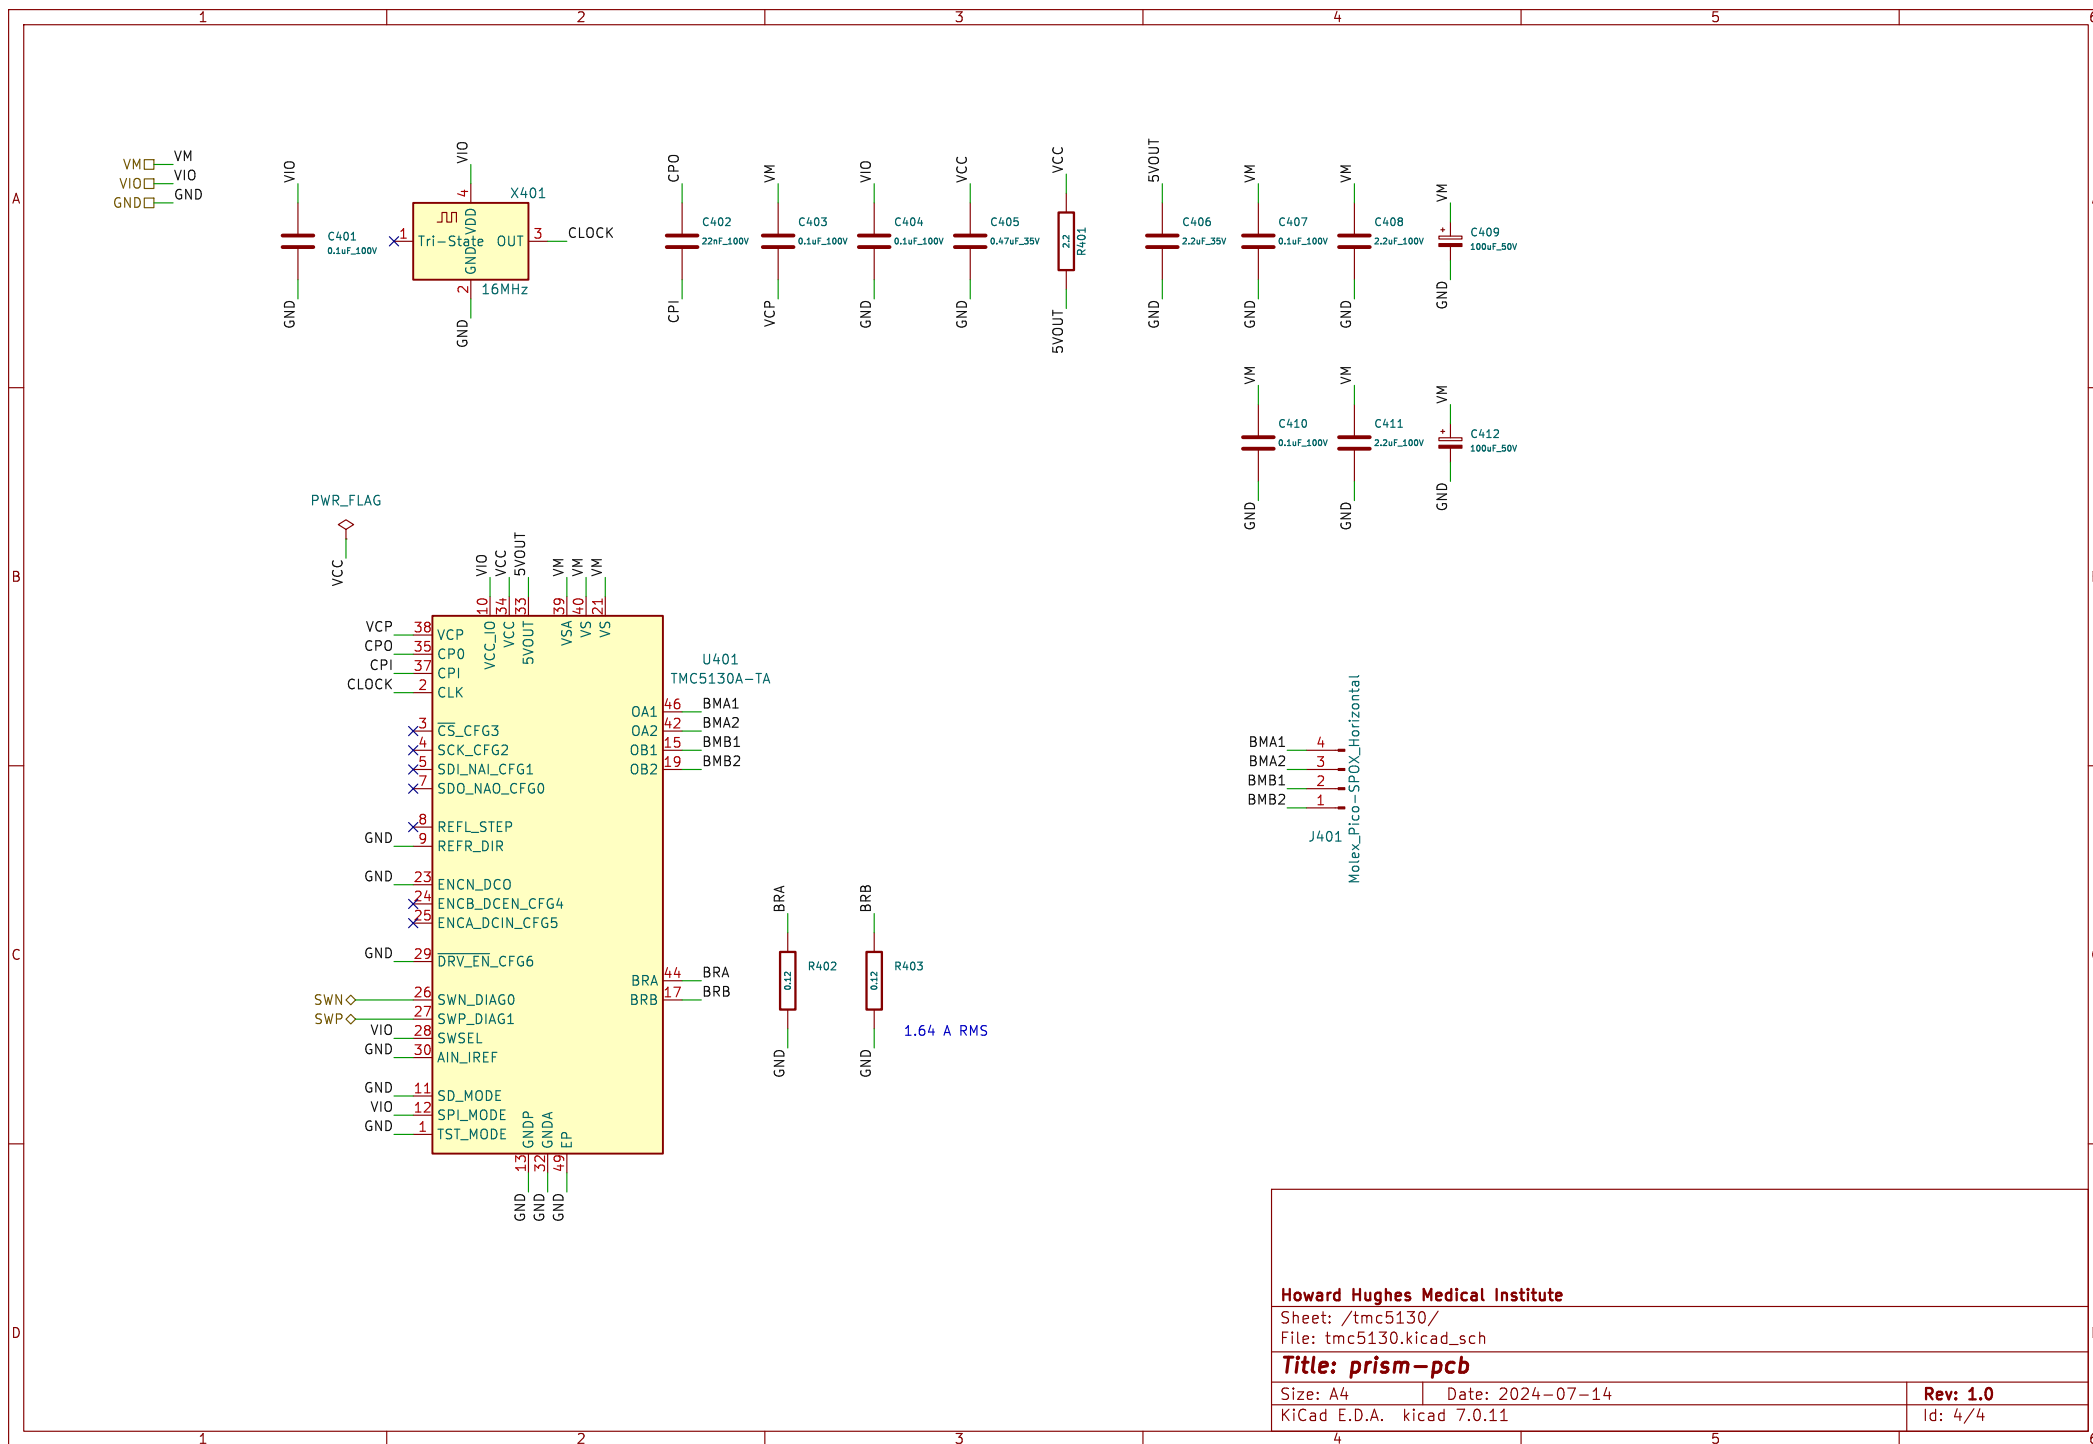 1 2 3 4 5 6
A
B
C
D
VM VM
VIO VIO
GND GND
VIO
C401
0.1uF_100V
GND
VIO
X401
4
VDD
1 Tri-State OUT 3 CLOCK
GND
2 16MHz
GND
CPO
C402
22nF_100V
CPI
VM
C403
0.1uF_100V
VCP
VIO
C404
0.1uF_100V
GND
VCC
C405
0.47uF_35V
GND
VCC
2.2 R401
5VOUT
5VOUT
C406
2.2uF_35V
GND
VM
C407
0.1uF_100V
GND
VM
C408
2.2uF_100V
GND
VM
+
C409
100uF_50V
GND
VM
C410
0.1uF_100V
GND
VM
C411
2.2uF_100V
GND
VM
+
C412
100uF_50V
GND
PWR_FLAG
VCC
VIO VCC 5VOUT VM VM VM
10 34 33 39 40 21
VCC_IO VCC 5VOUT VSA VS VS
U401
TMC5130A-TA
VCP 38 VCP
CPO 35 CPO
CPI 37 CPI
CLOCK 2 CLK
3 CS_CFG3
4 SCK_CFG2
5 SDI_NAI_CFG1
7 SDO_NAO_CFG0
8 REFL_STEP
GND 9 REFR_DIR
GND 23 ENCN_DCO
24 ENCB_DCEN_CFG4
25 ENCA_DCIN_CFG5
GND 29 DRV_EN_CFG6
SWN 26 SWN_DIAG0
SWP 27 SWP_DIAG1
VIO 28 SWSEL
GND 30 AIN_IREF
GND 11 SD_MODE
VIO 12 SPI_MODE
GND 1 TST_MODE
OA1 46 BMA1
OA2 42 BMA2
OB1 15 BMB1
OB2 19 BMB2
BRA 44 BRA
BRB 17 BRB
GNDP GNDA EP
13 32 49
GND GND GND
BRA
R402
0.12
GND
BRB
R403
0.12
GND
1.64 A RMS
BMA1 4
BMA2 3
BMB1 2
BMB2 1
J401
Molex_Pico-SPOX_Horizontal
Howard Hughes Medical Institute
Sheet: /tmc5130/
File: tmc5130.kicad_sch
Title: prism-pcb
Size: A4 Date: 2024-07-14 Rev: 1.0
KiCad E.D.A. kicad 7.0.11 Id: 4/4
1 2 3 4 5 6